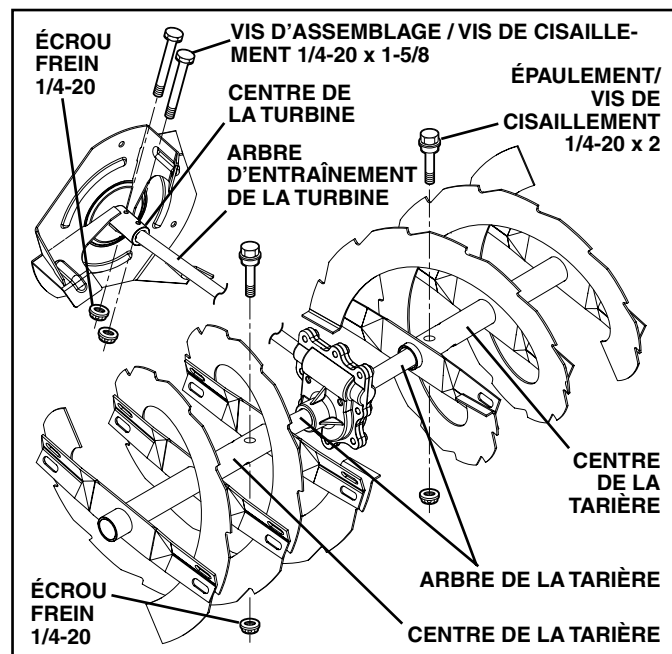 ÉCROU
FREIN
1/4-20
VIS D'ASSEMBLAGE / VIS DE CISAILLE-
MENT 1/4-20 x 1-5/8
CENTRE DE
LA TURBINE
ARBRE
D'ENTRAÎNEMENT
DE LA TURBINE
ÉPAULEMENT/
VIS DE
CISAILLEMENT
1/4-20 x 2
CENTRE
DE LA
TARIÈRE
ARBRE DE LA TARIÈRE
CENTRE DE LA TARIÈRE
ÉCROU
FREIN
1/4-20